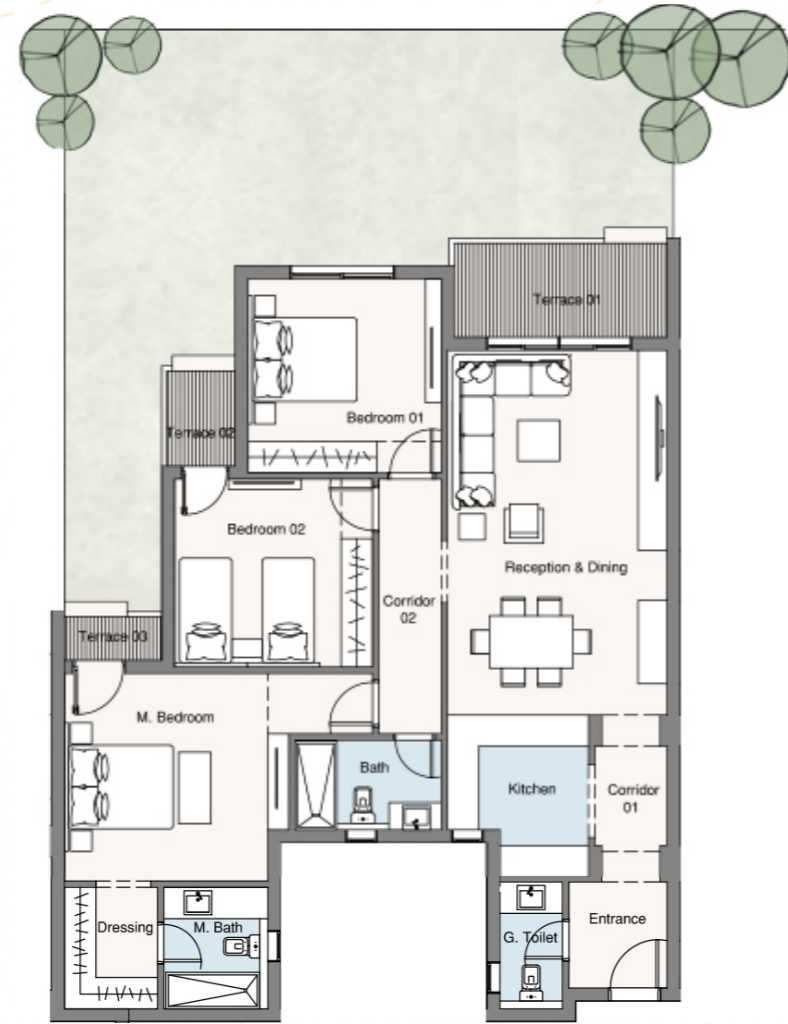 Terrace 01
Bedroom 01
Terrace 02
Bedroom 02
Reception & Dining
Corridor
02
Terrace 03
M. Bedroom
Bath
Kitchen
Corridor
01
Dressing
M. Bath
G. Toilet
Entrance